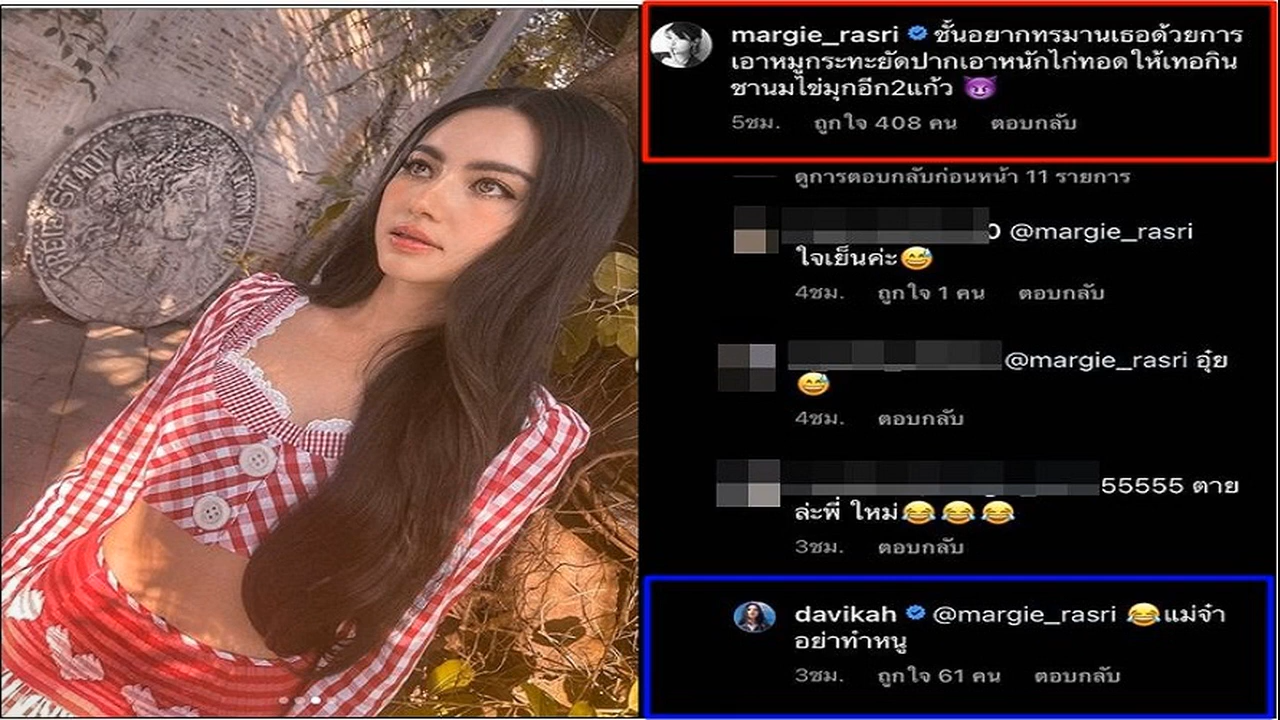 FREIE STADT
margie_rasri ชั้นอยากทรมานเธอด้วยการ
เอาหมูกระทะยัดปากเอาหนักไก่ทอดให้เทอกิน
ชานมไข่มุกอีก2แก้ว 😈
5ชม. ถูกใจ 408 คน ตอบกลับ
ดูการตอบกลับก่อนหน้า 11 รายการ
@margie_rasri
ใจเย็นค่ะ😅
4ชม. ถูกใจ 1 คน ตอบกลับ
@margie_rasri อุ๋ย
😅
4ชม. ตอบกลับ
55555 ตาย
ล่ะพี่ ใหม่😂😂😂
3ชม. ตอบกลับ
davikah @margie_rasri 😂แม่จ๋า
อย่าทำหนู
3ชม. ถูกใจ 61 คน ตอบกลับ